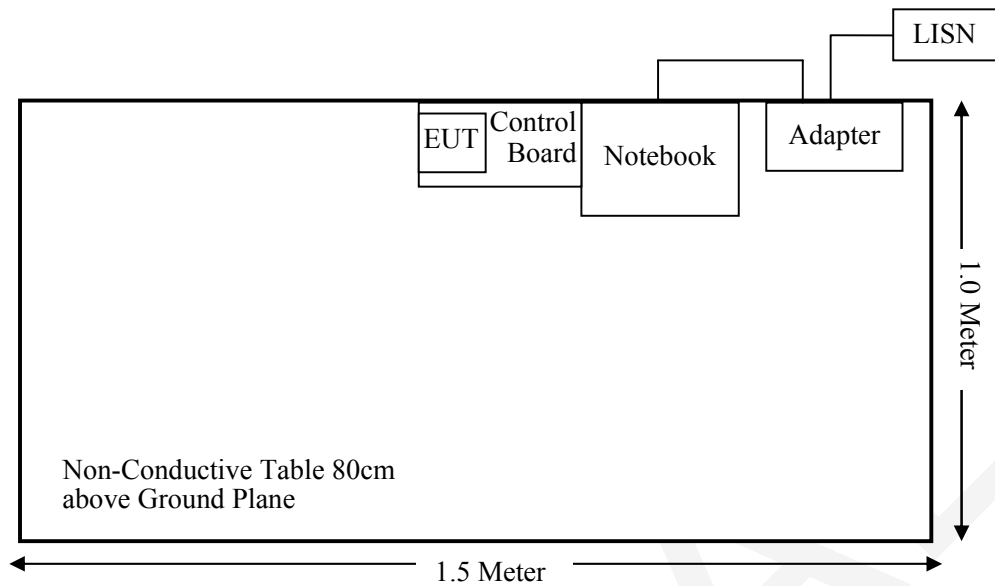 LISN
EUT
Control
Board
Notebook
Adapter
1.0 Meter
Non-Conductive Table 80cm
above Ground Plane
1.5 Meter